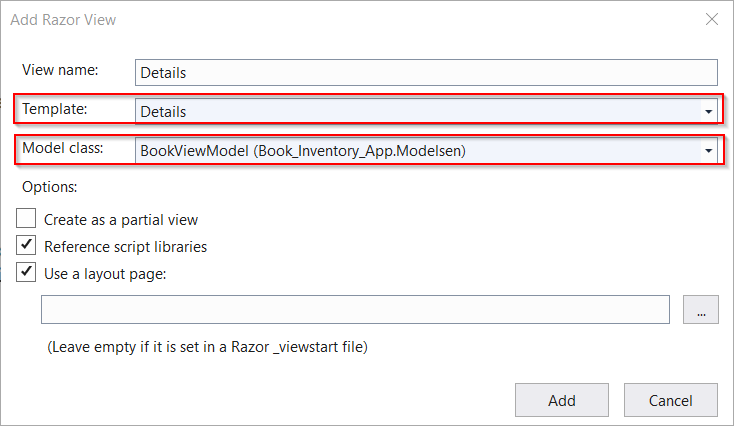 Add Razor View
View name: Details
Template: Details
Model class: BookViewModel (Book_Inventory_App.Modelsen)
Options:
Create as a partial view
Reference script libraries
Use a layout page:
...
(Leave empty if it is set in a Razor _viewstart file)
Add Cancel